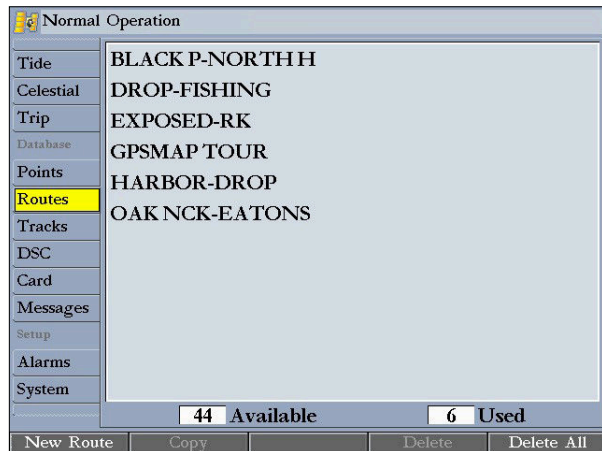 Normal Operation
Tide
Celestial
Trip
Database
Points
Routes
Tracks
DSC
Card
Messages
Setup
Alarms
System
BLACK P-NORTH H
DROP-FISHING
EXPOSED-RK
GPSMAP TOUR
HARBOR-DROP
OAK NCK-EATONS
44 Available 6 Used
New Route Copy Delete Delete All